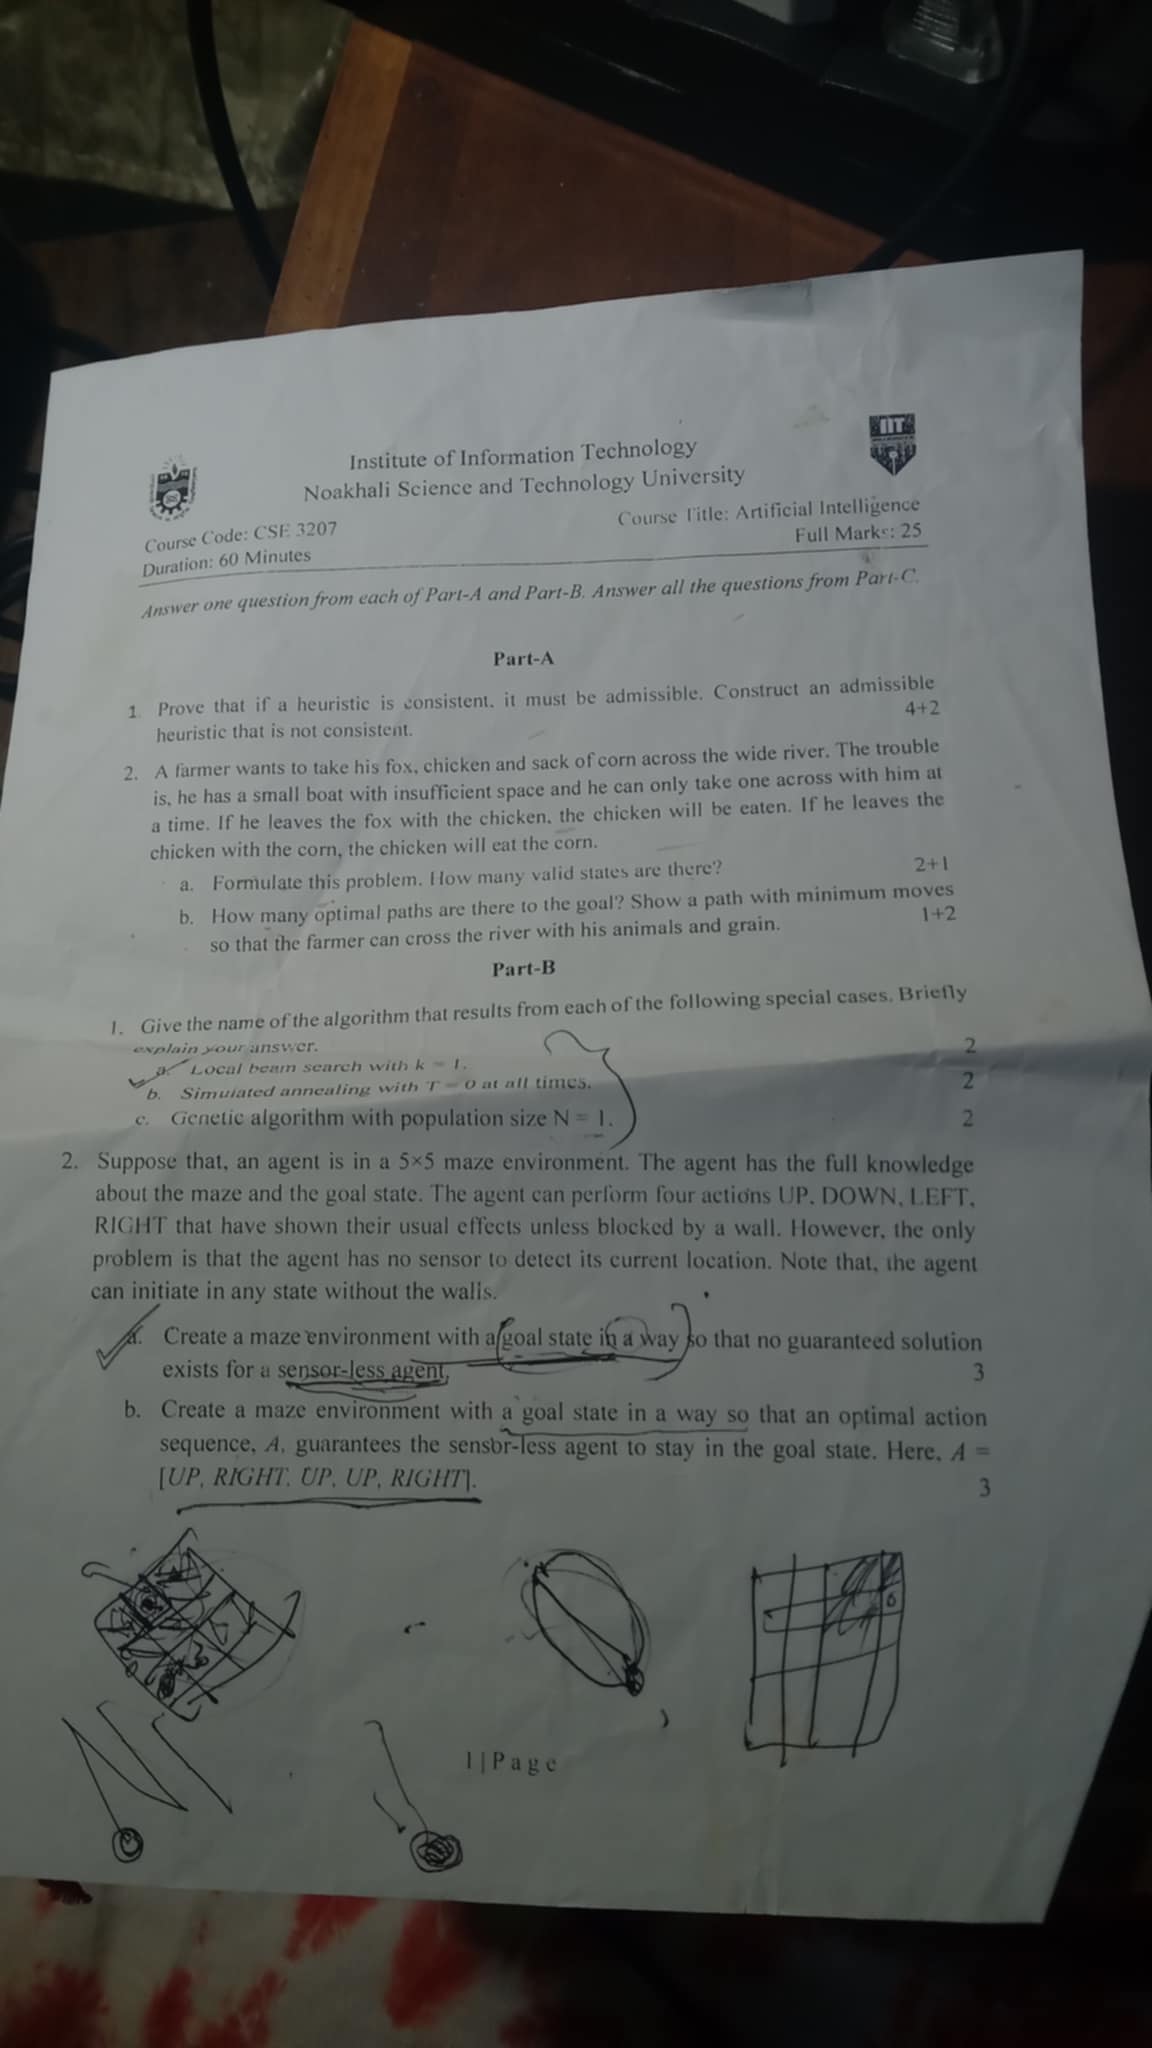 IIT
Institute of Information Technology
Noakhali Science and Technology University
Course Code: CSE 3207
Course Title: Artificial Intelligence
Duration: 60 Minutes
Full Marks: 25
Answer one question from each of Part-A and Part-B. Answer all the questions from Part-C.
Part-A
1. Prove that if a heuristic is consistent, it must be admissible. Construct an admissible
heuristic that is not consistent. 4+2
2. A farmer wants to take his fox, chicken and sack of corn across the wide river. The trouble
is, he has a small boat with insufficient space and he can only take one across with him at
a time. If he leaves the fox with the chicken, the chicken will be eaten. If he leaves the
chicken with the corn, the chicken will eat the corn.
a. Formulate this problem. How many valid states are there? 2+1
b. How many optimal paths are there to the goal? Show a path with minimum moves
so that the farmer can cross the river with his animals and grain. 1+2
Part-B
1. Give the name of the algorithm that results from each of the following special cases. Briefly
explain your answer.
a. Local beam search with k = 1. 2
b. Simulated annealing with T = 0 at all times. 2
c. Genetic algorithm with population size N = 1. 2
2. Suppose that, an agent is in a 5×5 maze environment. The agent has the full knowledge
about the maze and the goal state. The agent can perform four actions UP, DOWN, LEFT,
RIGHT that have shown their usual effects unless blocked by a wall. However, the only
problem is that the agent has no sensor to detect its current location. Note that, the agent
can initiate in any state without the walls.
a. Create a maze environment with a goal state in a way so that no guaranteed solution
exists for a sensor-less agent. 3
b. Create a maze environment with a goal state in a way so that an optimal action
sequence, A, guarantees the sensor-less agent to stay in the goal state. Here, A =
[UP, RIGHT, UP, UP, RIGHT]. 3
1 | Page